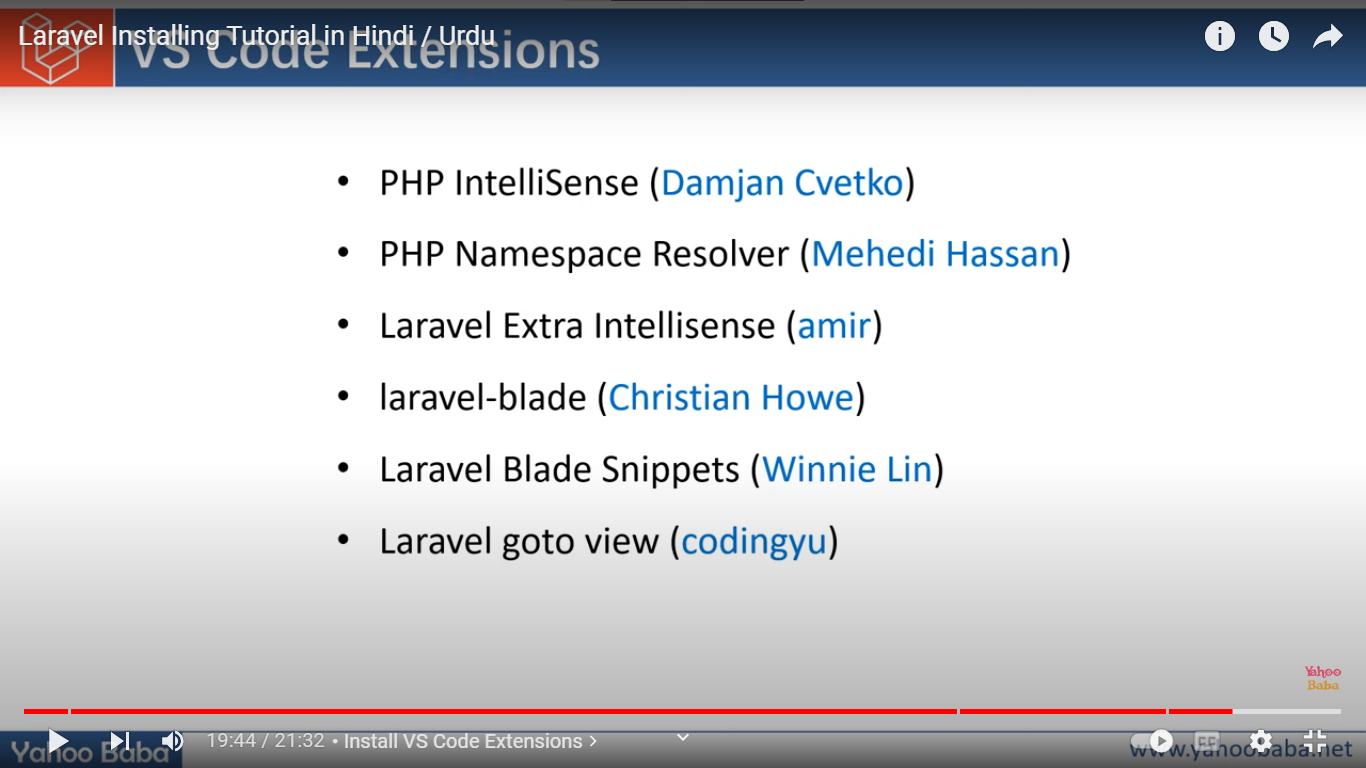 Laravel Installing Tutorial in Hindi / Urdu
VS Code Extensions
• PHP IntelliSense (Damjan Cvetko)
• PHP Namespace Resolver (Mehedi Hassan)
• Laravel Extra Intellisense (amir)
• laravel-blade (Christian Howe)
• Laravel Blade Snippets (Winnie Lin)
• Laravel goto view (codingyu)
Yahoo
Baba
19:44 / 21:32 • Install VS Code Extensions
CC
Yahoo Baba
www.yahoobaba.net